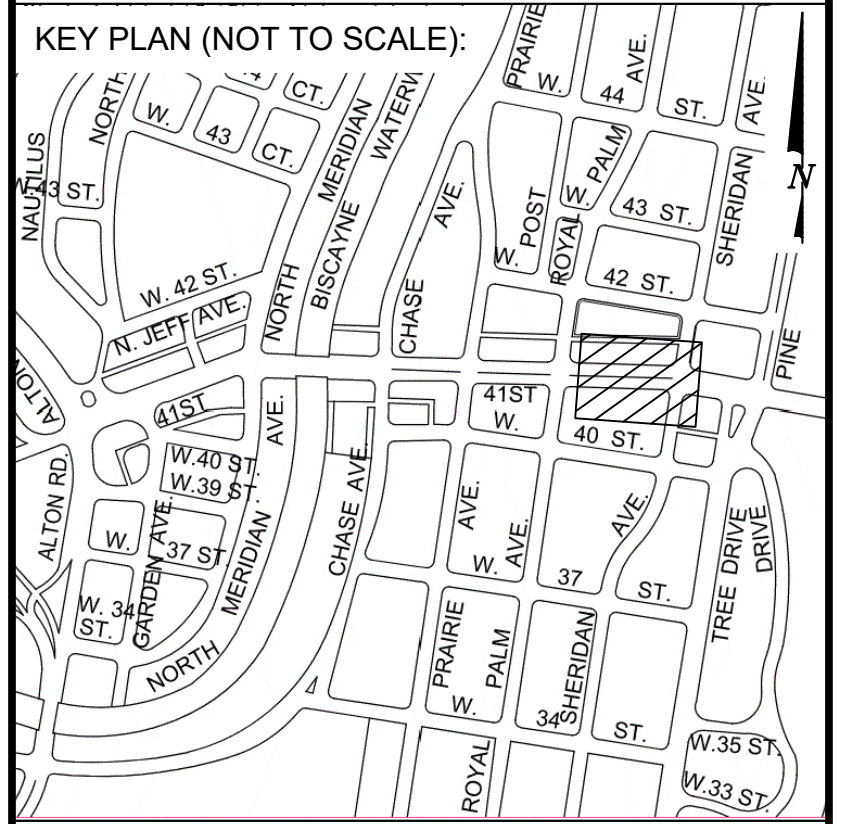 KEY PLAN (NOT TO SCALE):
PRAIRIE
AVE.
W. 44 ST.
AVE.
NORTH
CT.
W. 43 CT.
NAUTILUS
W.43 ST.
MERIDIAN
WATERW
BISCAYNE
NORTH
AVE.
CHASE
POST
W.
PALM
W.
ROYAL
43 ST.
SHERIDAN
N
42 ST.
W. 42 ST.
N. JEFF AVE.
PINE
ALTON
41ST
41ST
W.
40 ST.
AVE.
W.40 ST.
W.39 ST.
ALTON RD.
W. 37 ST.
GARDEN AVE.
W. 34
ST.
MERIDIAN
NORTH
CHASE AVE.
AVE.
AVE.
AVE.
W. 37 ST.
TREE DRIVE
DRIVE
PRAIRIE
PALM
SHERIDAN
W. 34 ST.
ROYAL
W.35 ST.
W.33 ST.